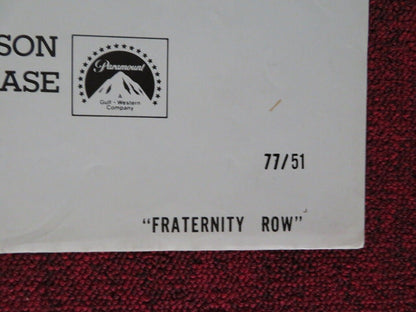 SON
ASE
Paramount
A
Gulf + Western
Company
77/51
"FRATERNITY ROW"